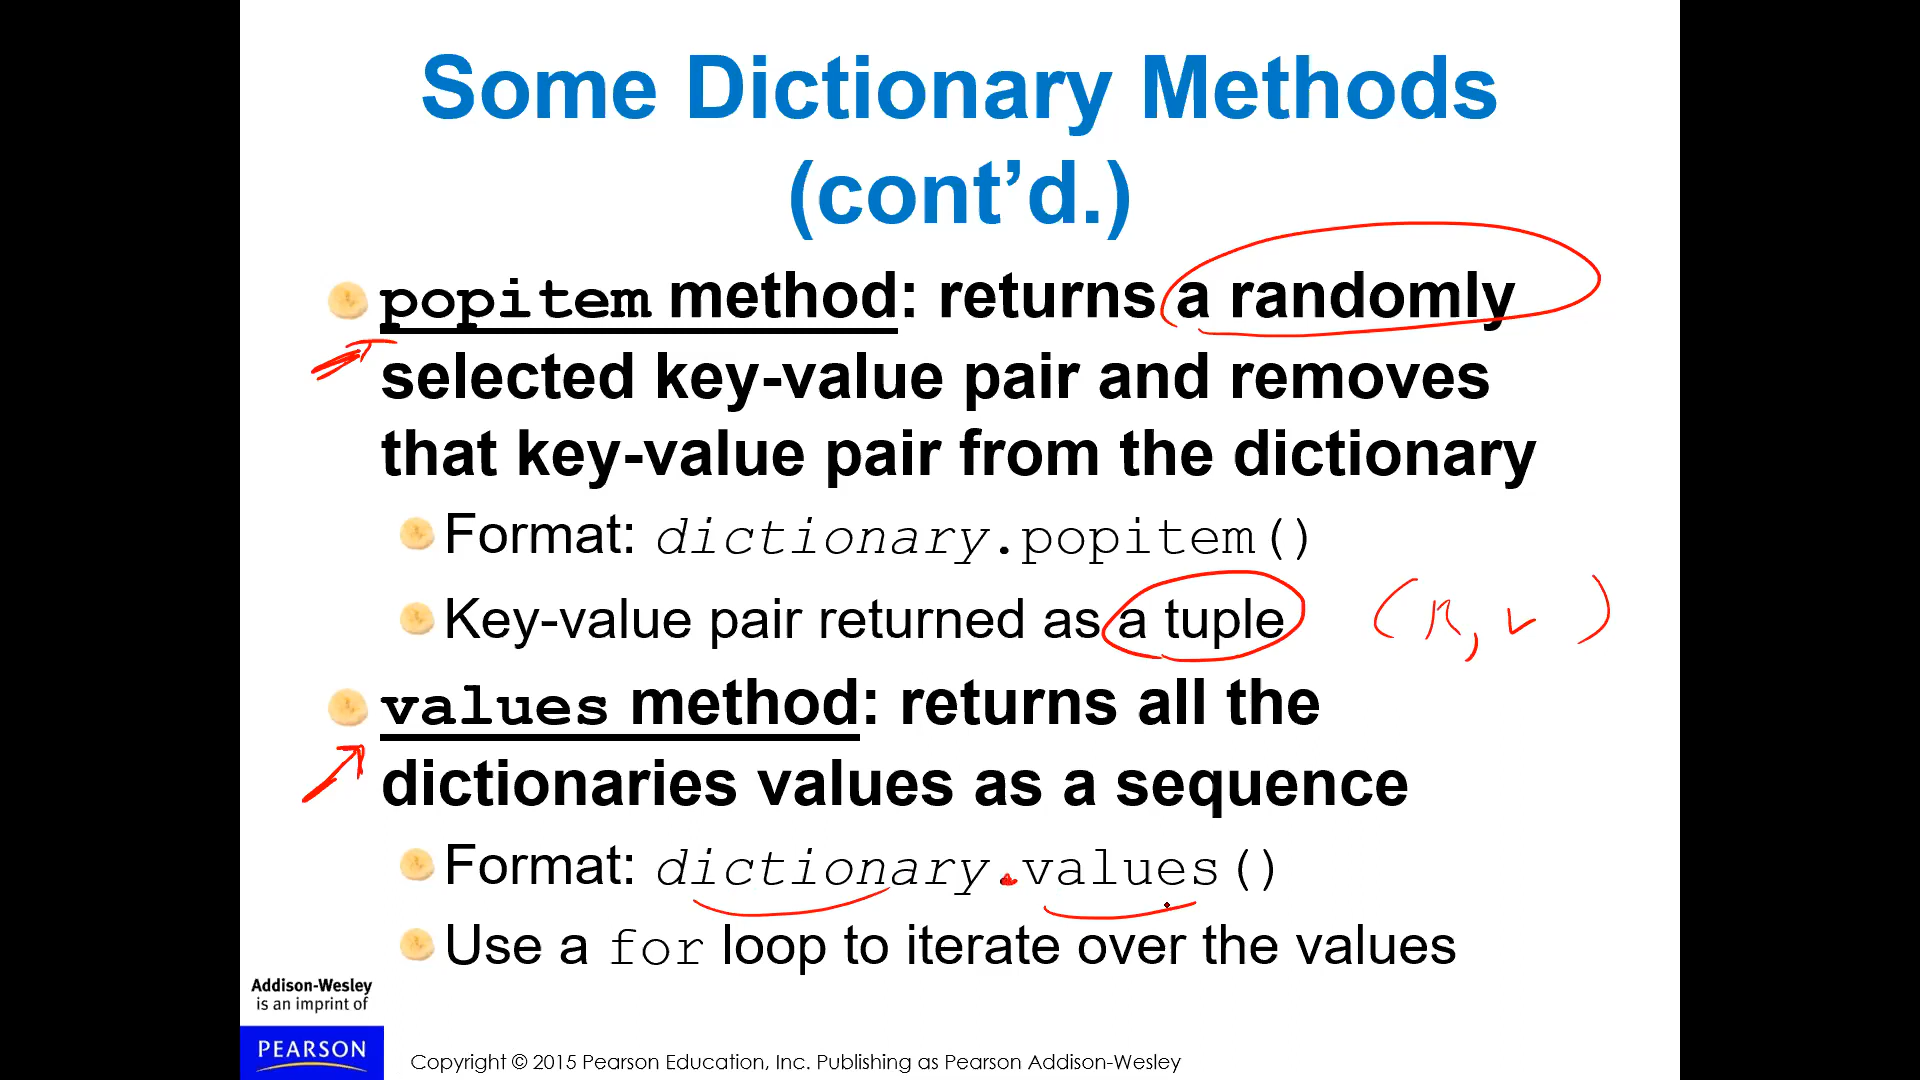 Some Dictionary Methods
(cont’d.)
popitem method: returns a randomly
selected key-value pair and removes
that key-value pair from the dictionary
Format: dictionary.popitem()
Key-value pair returned as a tuple
(K, v)
values method: returns all the
dictionaries values as a sequence
Format: dictionary.values()
Use a for loop to iterate over the values
Addison-Wesley
is an imprint of
PEARSON
Copyright © 2015 Pearson Education, Inc. Publishing as Pearson Addison-Wesley